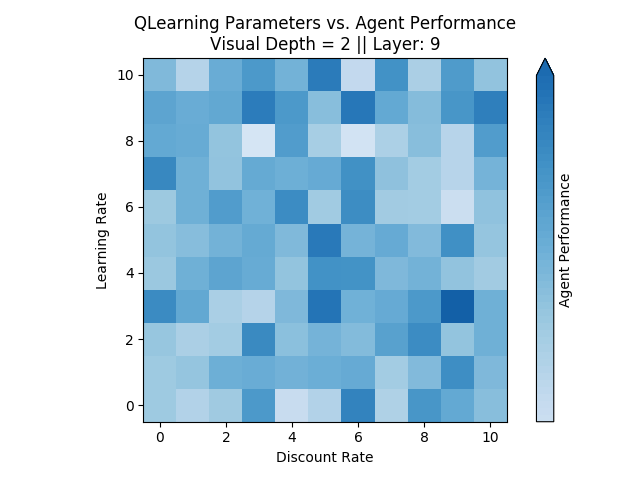 QLearning Parameters vs. Agent Performance
Visual Depth = 2 || Layer: 9
10
8
6
4
2
0
Learning Rate
0 2 4 6 8 10
Discount Rate
Agent Performance